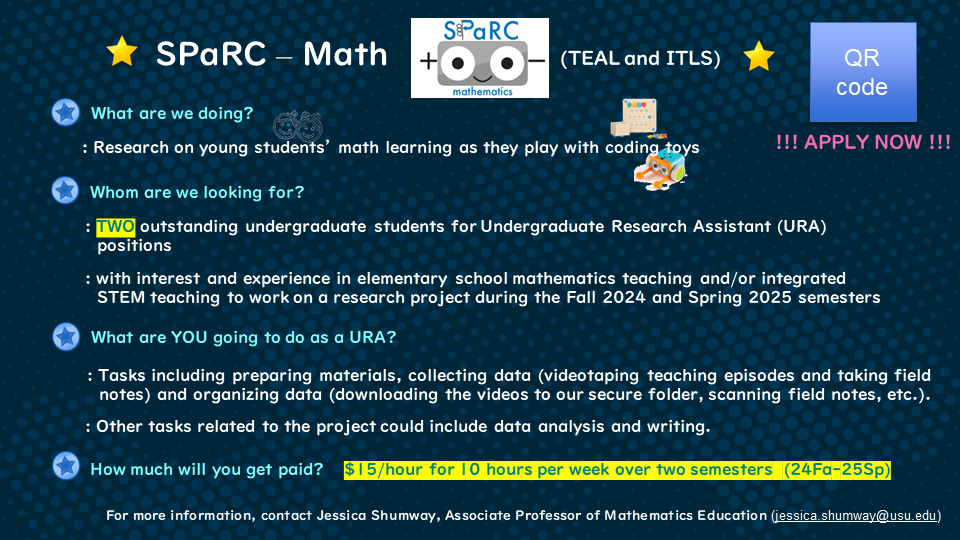 SPaRC – Math
SPaRC
mathematics
(TEAL and ITLS)
QR
code
!!! APPLY NOW !!!
What are we doing?
: Research on young students’ math learning as they play with coding toys
Whom are we looking for?
: TWO outstanding undergraduate students for Undergraduate Research Assistant (URA)
positions
: with interest and experience in elementary school mathematics teaching and/or integrated
STEM teaching to work on a research project during the Fall 2024 and Spring 2025 semesters
What are YOU going to do as a URA?
: Tasks including preparing materials, collecting data (videotaping teaching episodes and taking field
notes) and organizing data (downloading the videos to our secure folder, scanning field notes, etc.).
: Other tasks related to the project could include data analysis and writing.
How much will you get paid? $15/hour for 10 hours per week over two semesters (24Fa-25Sp)
For more information, contact Jessica Shumway, Associate Professor of Mathematics Education (jessica.shumway@usu.edu)